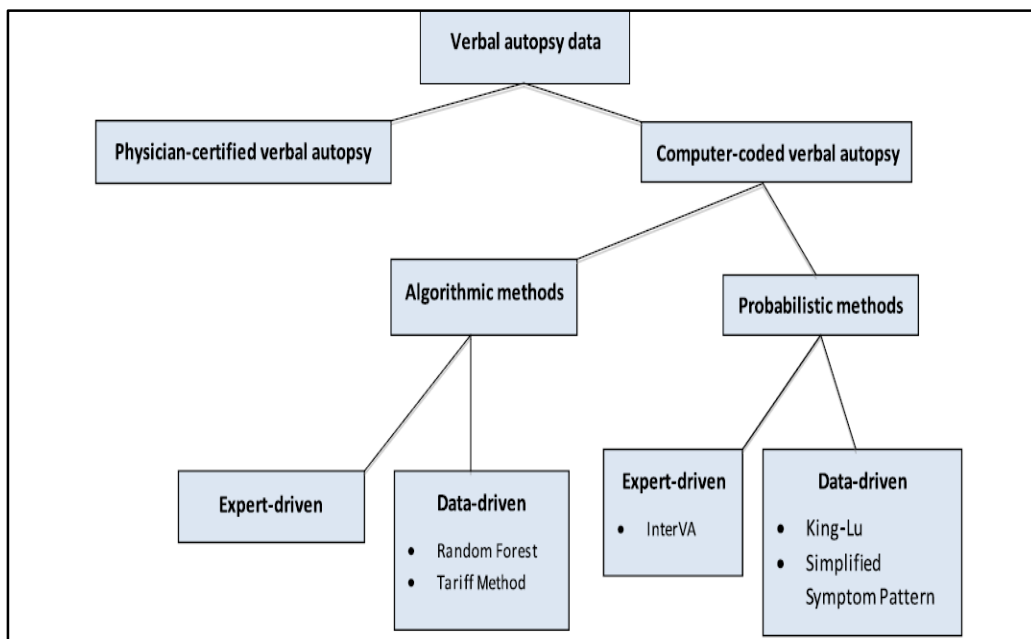 Verbal autopsy data
Physician-certified verbal autopsy
Computer-coded verbal autopsy
Algorithmic methods
Probabilistic methods
Expert-driven
Data-driven
• Random Forest
• Tariff Method
Expert-driven
• InterVA
Data-driven
• King-Lu
• Simplified
Symptom Pattern